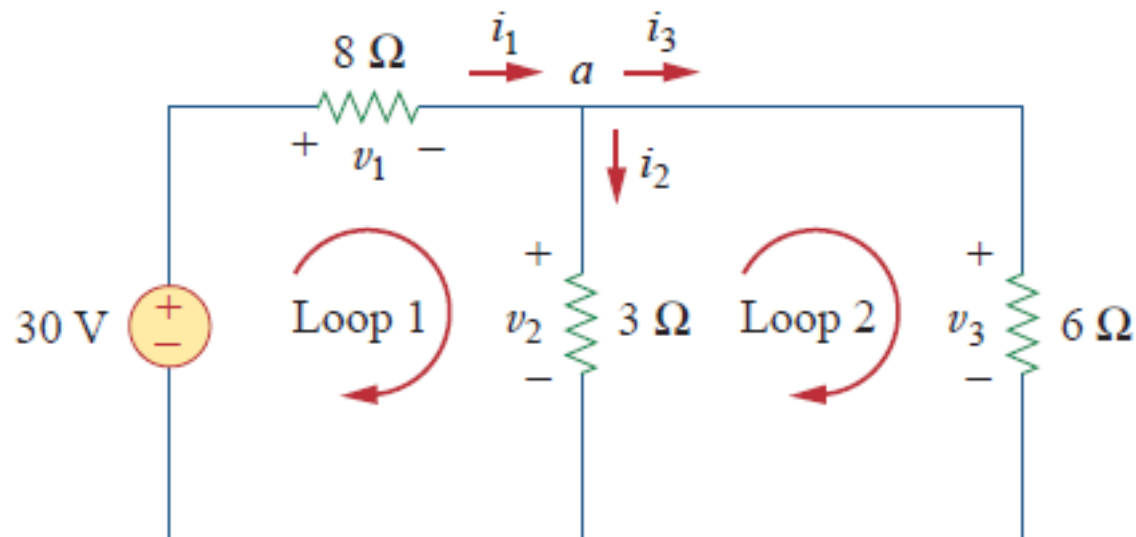 i₁ i₃
8 Ω a
+ v₁ −
i₂
+ +
30 V + − Loop 1 v₂ 3 Ω Loop 2 v₃ 6 Ω
− −